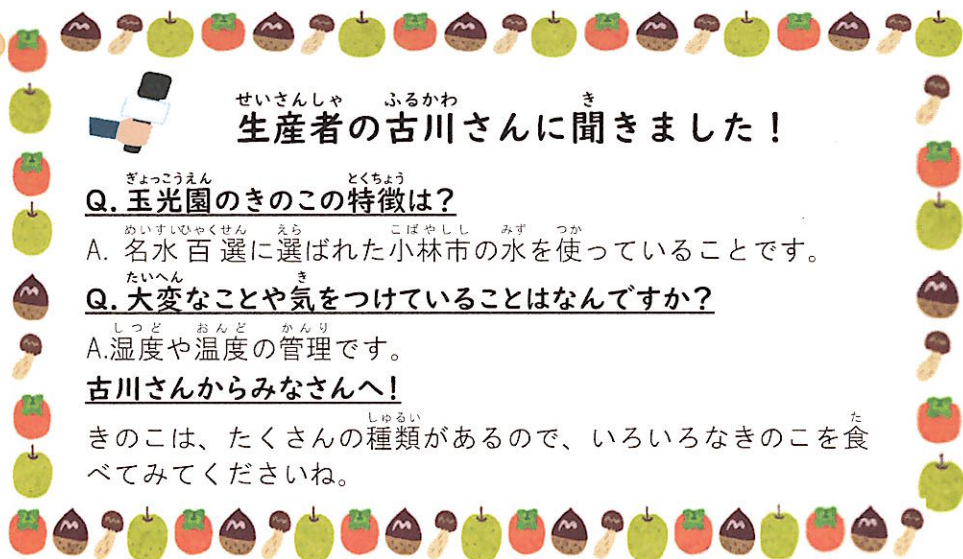 生産者の古川さんに聞きました！
Q. 玉光園のきのこの特徴は？
A. 名水百選に選ばれた小林市の水を使っていることです。
Q. 大変なことや気をつけていることはなんですか？
A.湿度や温度の管理です。
古川さんからみなさんへ！
きのこは、たくさんの種類があるので、いろいろなきのこを食
べてみてくださいね。